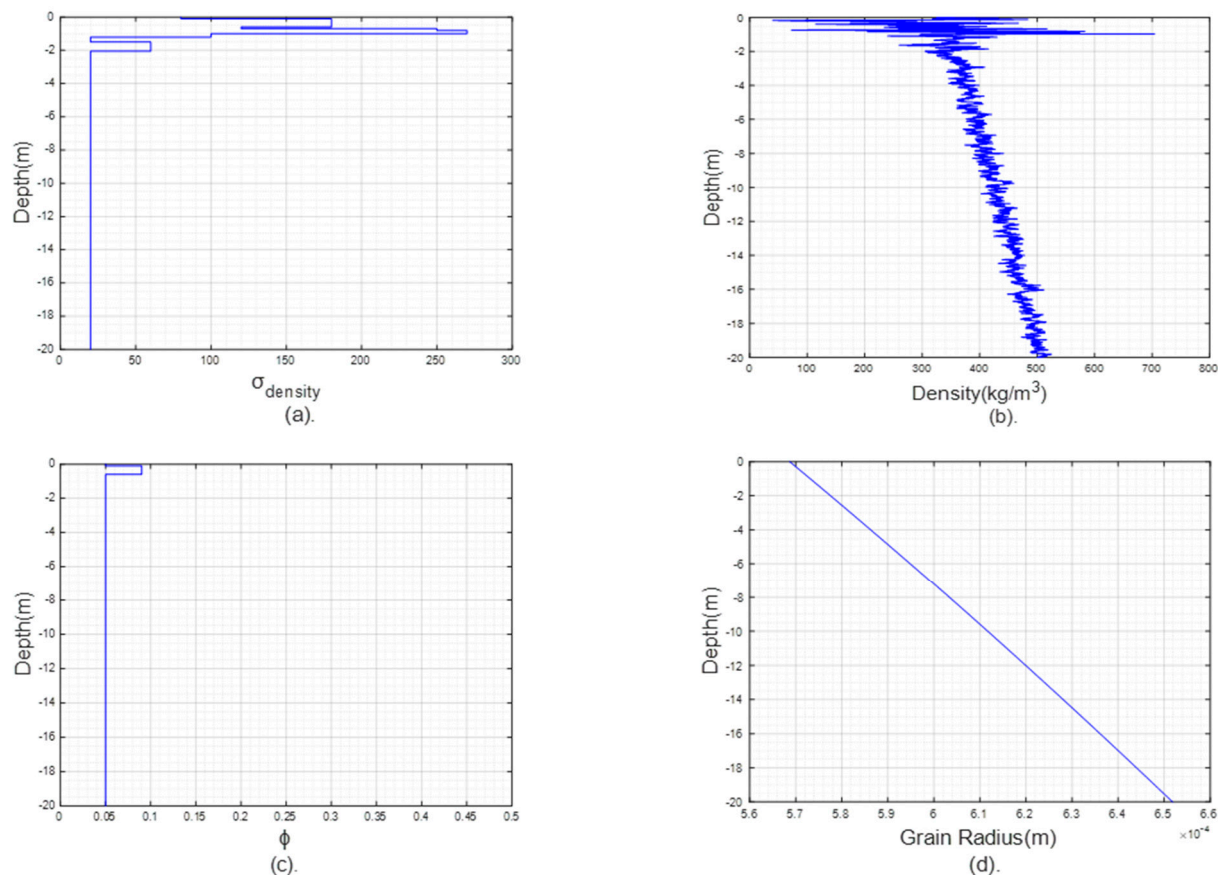 0
-2
-4
-6
-8
-10
-12
-14
-16
-18
-20
Depth(m)
0 50 100 150 200 250 300
σdensity
(a).
0
-2
-4
-6
-8
-10
-12
-14
-16
-18
-20
Depth(m)
0 100 200 300 400 500 600 700 800
Density(kg/m³)
(b).
0
-2
-4
-6
-8
-10
-12
-14
-16
-18
-20
Depth(m)
0 0.05 0.1 0.15 0.2 0.25 0.3 0.35 0.4 0.45 0.5
ϕ
(c).
0
-2
-4
-6
-8
-10
-12
-14
-16
-18
-20
Depth(m)
5.6 5.7 5.8 5.9 6 6.1 6.2 6.3 6.4 6.5 6.6
×10⁻⁴
Grain Radius(m)
(d).